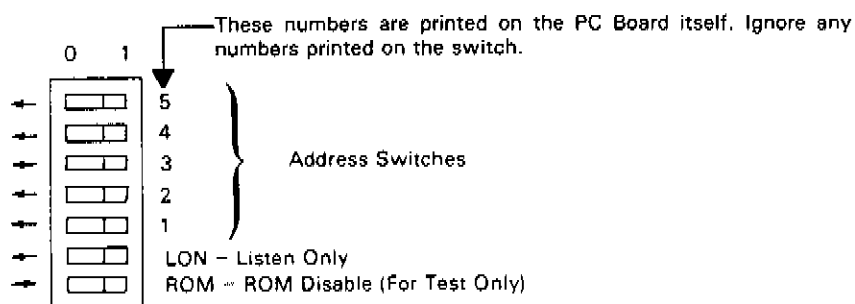 These numbers are printed on the PC Board itself. Ignore any
numbers printed on the switch.
0 1
5
4
3
2
1
Address Switches
LON – Listen Only
ROM – ROM Disable (For Test Only)